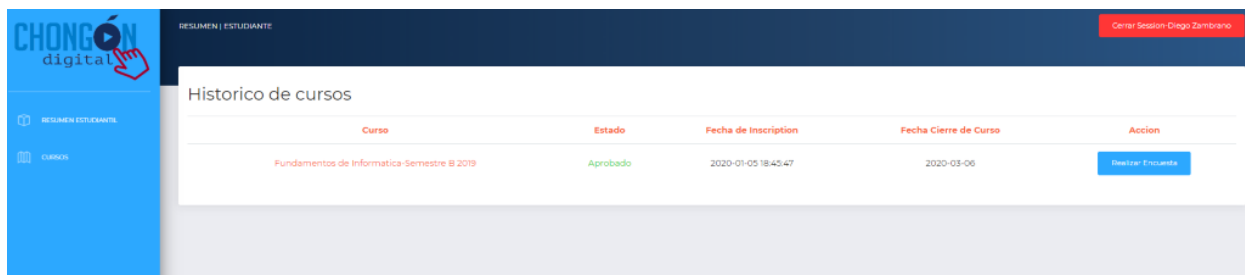 CHONGÓN
digital
RESUMEN ESTUDIANTIL
CURSOS
RESUMEN | ESTUDIANTE
Cerrar Session-Diego Zambrano
Historico de cursos
Curso Estado Fecha de Inscription Fecha Cierre de Curso Accion
Fundamentos de Informatica-Semestre B 2019 Aprobado 2020-01-05 18:45:47 2020-03-06 Realizar Encuesta